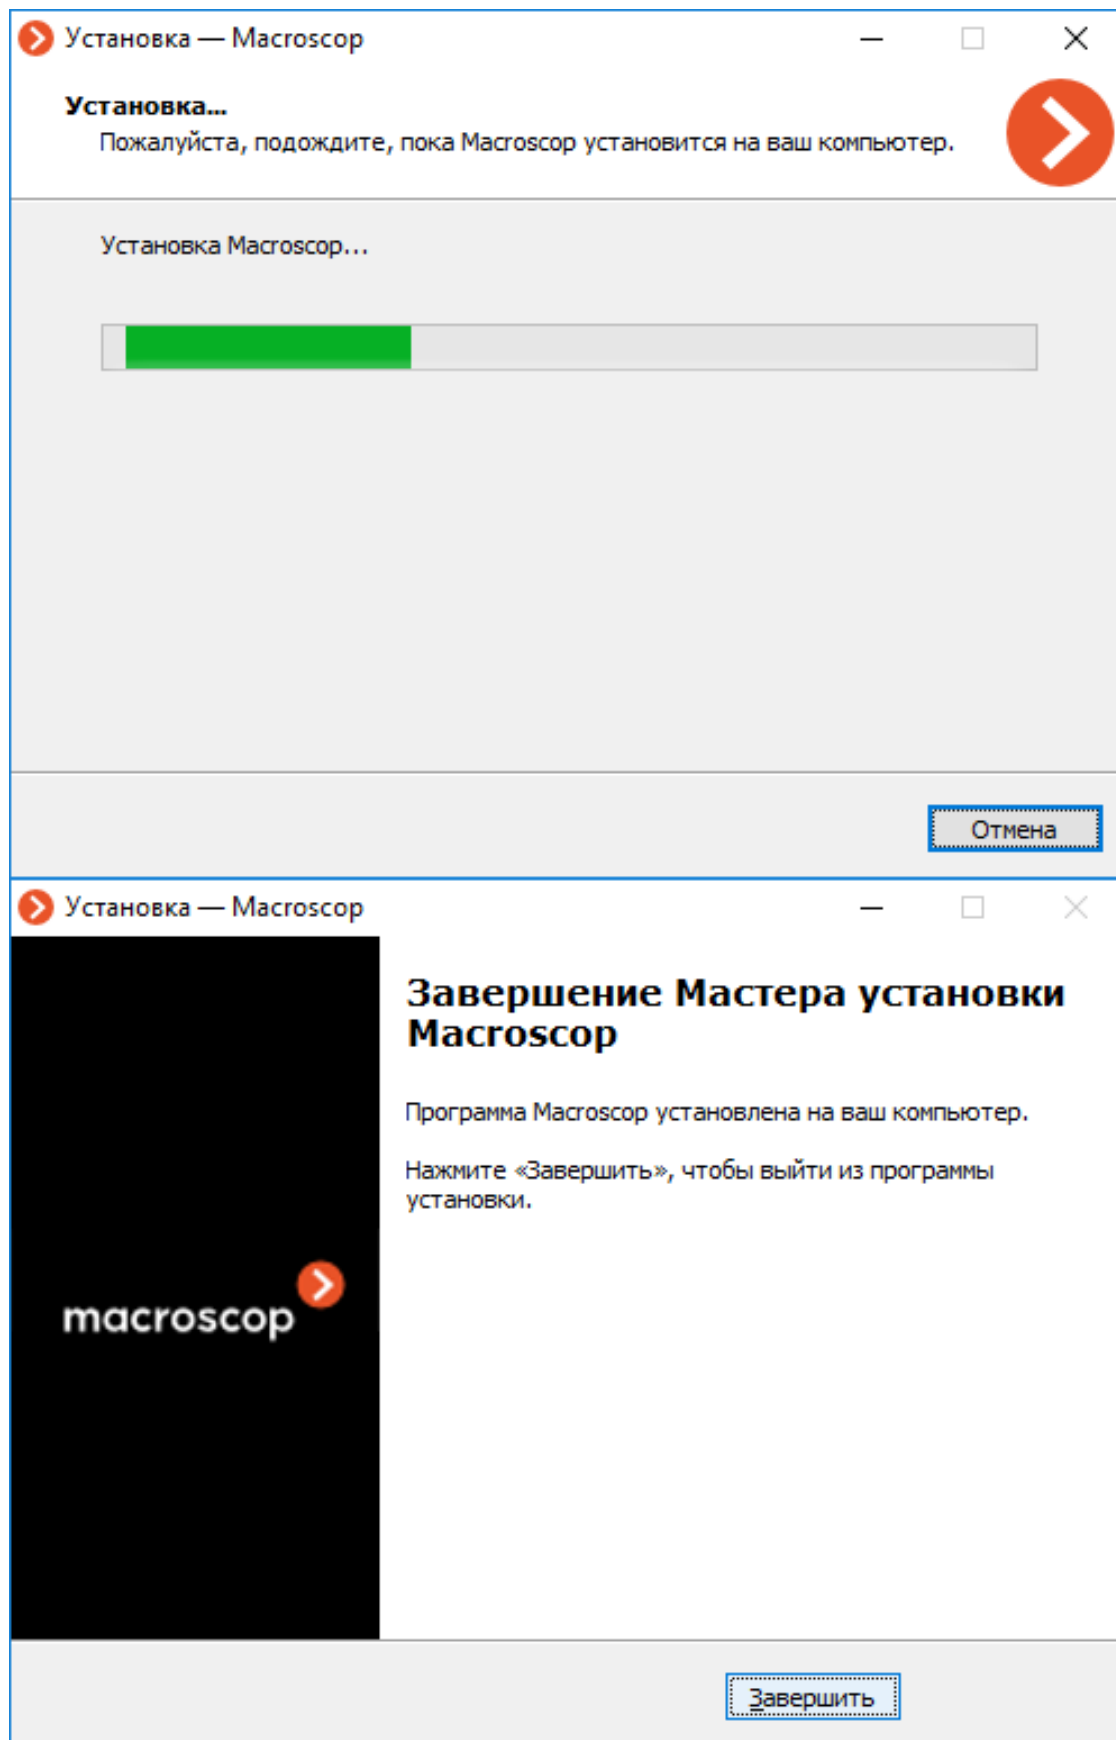 Установка — Macroscop
Установка...
Пожалуйста, подождите, пока Macroscop установится на ваш компьютер.
Установка Macroscop...
Отмена
Установка — Macroscop
Завершение Мастера установки
Macroscop
Программа Macroscop установлена на ваш компьютер.
Нажмите «Завершить», чтобы выйти из программы
установки.
macroscop
Завершить